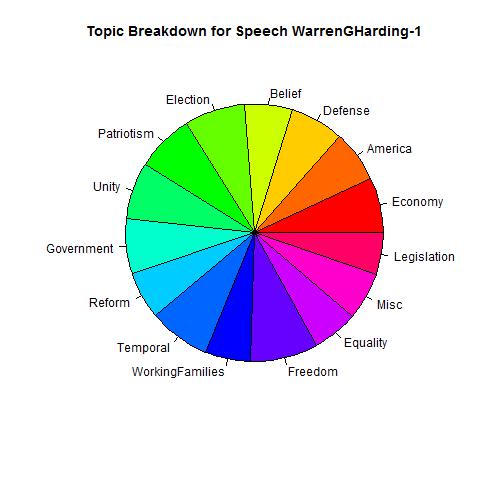 Topic Breakdown for Speech WarrenGHarding-1
Belief
Election
Defense
Patriotism
America
Unity
Economy
Government
Legislation
Reform
Misc
Temporal
Equality
WorkingFamilies
Freedom